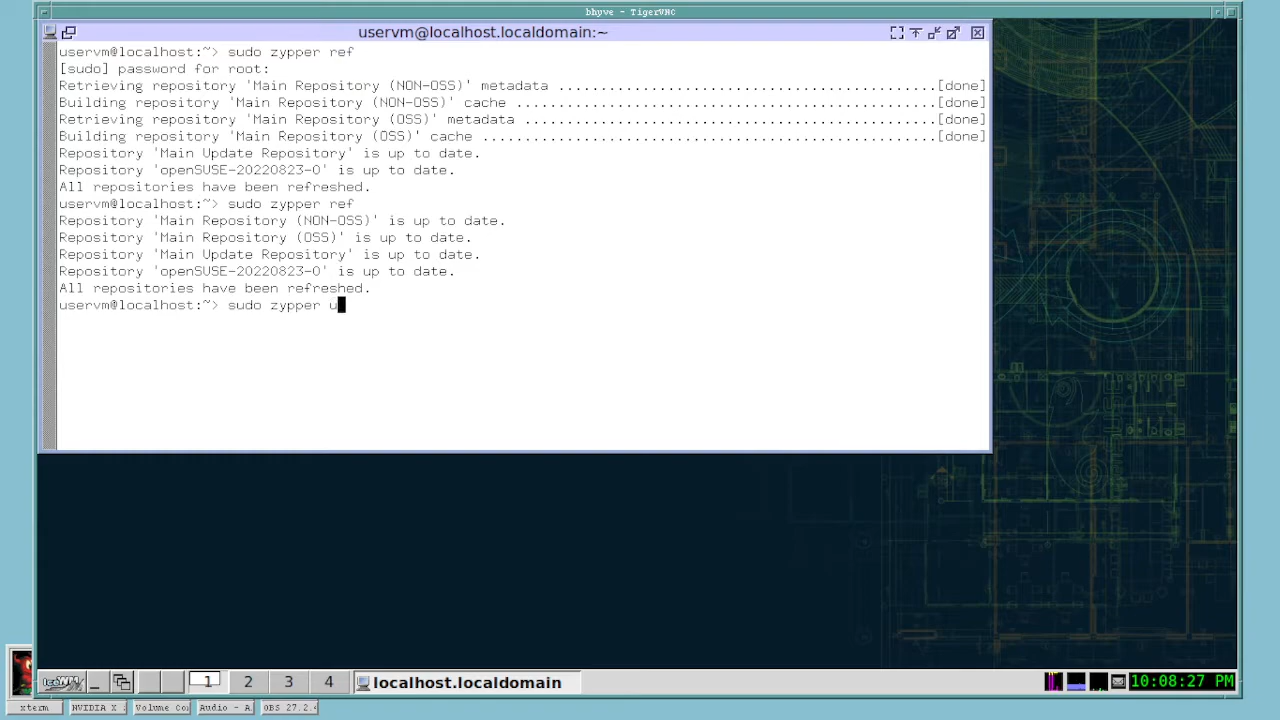 bhyve - TigerVNC
uservm@localhost.localdomain:~
uservm@localhost:~> sudo zypper ref
[sudo] password for root:
Retrieving repository 'Main Repository (NON-OSS)' metadata .............................................[done]
Building repository 'Main Repository (NON-OSS)' cache ..................................................[done]
Retrieving repository 'Main Repository (OSS)' metadata .................................................[done]
Building repository 'Main Repository (OSS)' cache ......................................................[done]
Repository 'Main Update Repository' is up to date.
Repository 'openSUSE-20220823-0' is up to date.
All repositories have been refreshed.
uservm@localhost:~> sudo zypper ref
Repository 'Main Repository (NON-OSS)' is up to date.
Repository 'Main Repository (OSS)' is up to date.
Repository 'Main Update Repository' is up to date.
Repository 'openSUSE-20220823-0' is up to date.
All repositories have been refreshed.
uservm@localhost:~> sudo zypper u
IceWM 1 2 3 4 localhost.localdomain 10:08:27 PM
xterm NVIDIA X Volume Co Audio - A OBS 27.2.